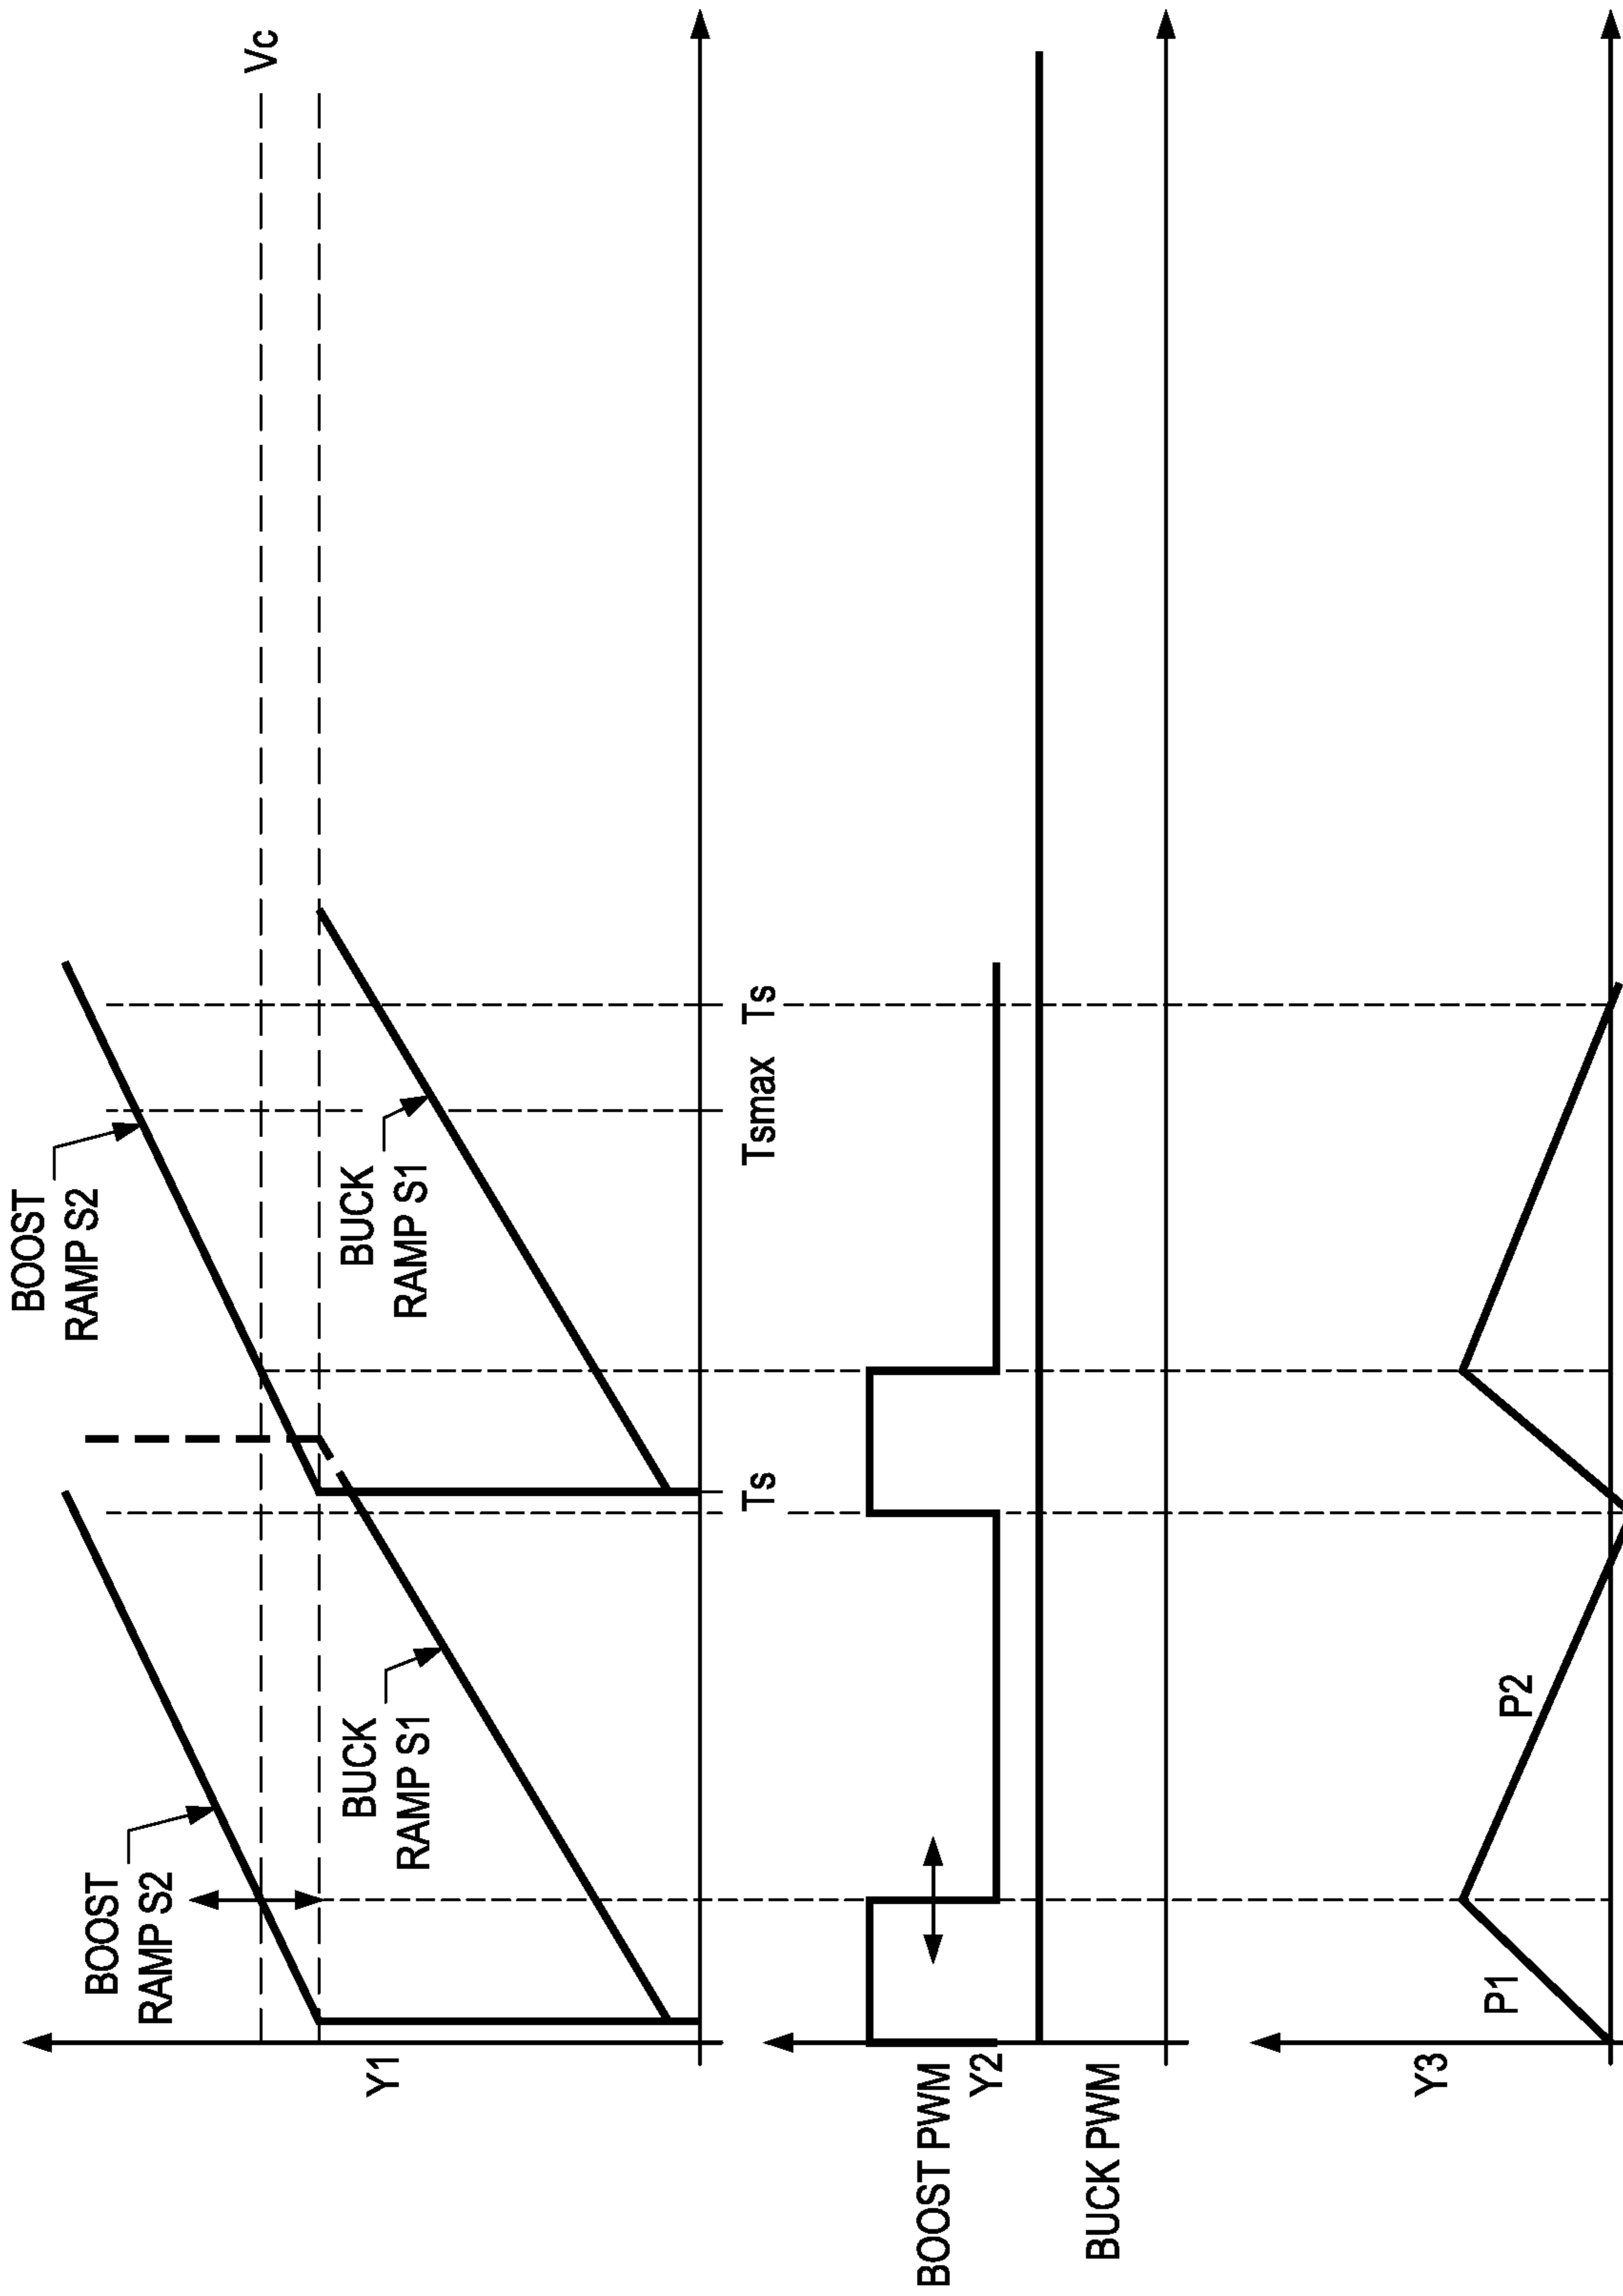 Y1
BOOST
RAMP S2
BUCK
RAMP S1
BOOST
RAMP S2
BUCK
RAMP S1
Vc
Ts
Tsmax
Ts
BOOST PWM
Y2
BUCK PWM
Y3
P1
P2